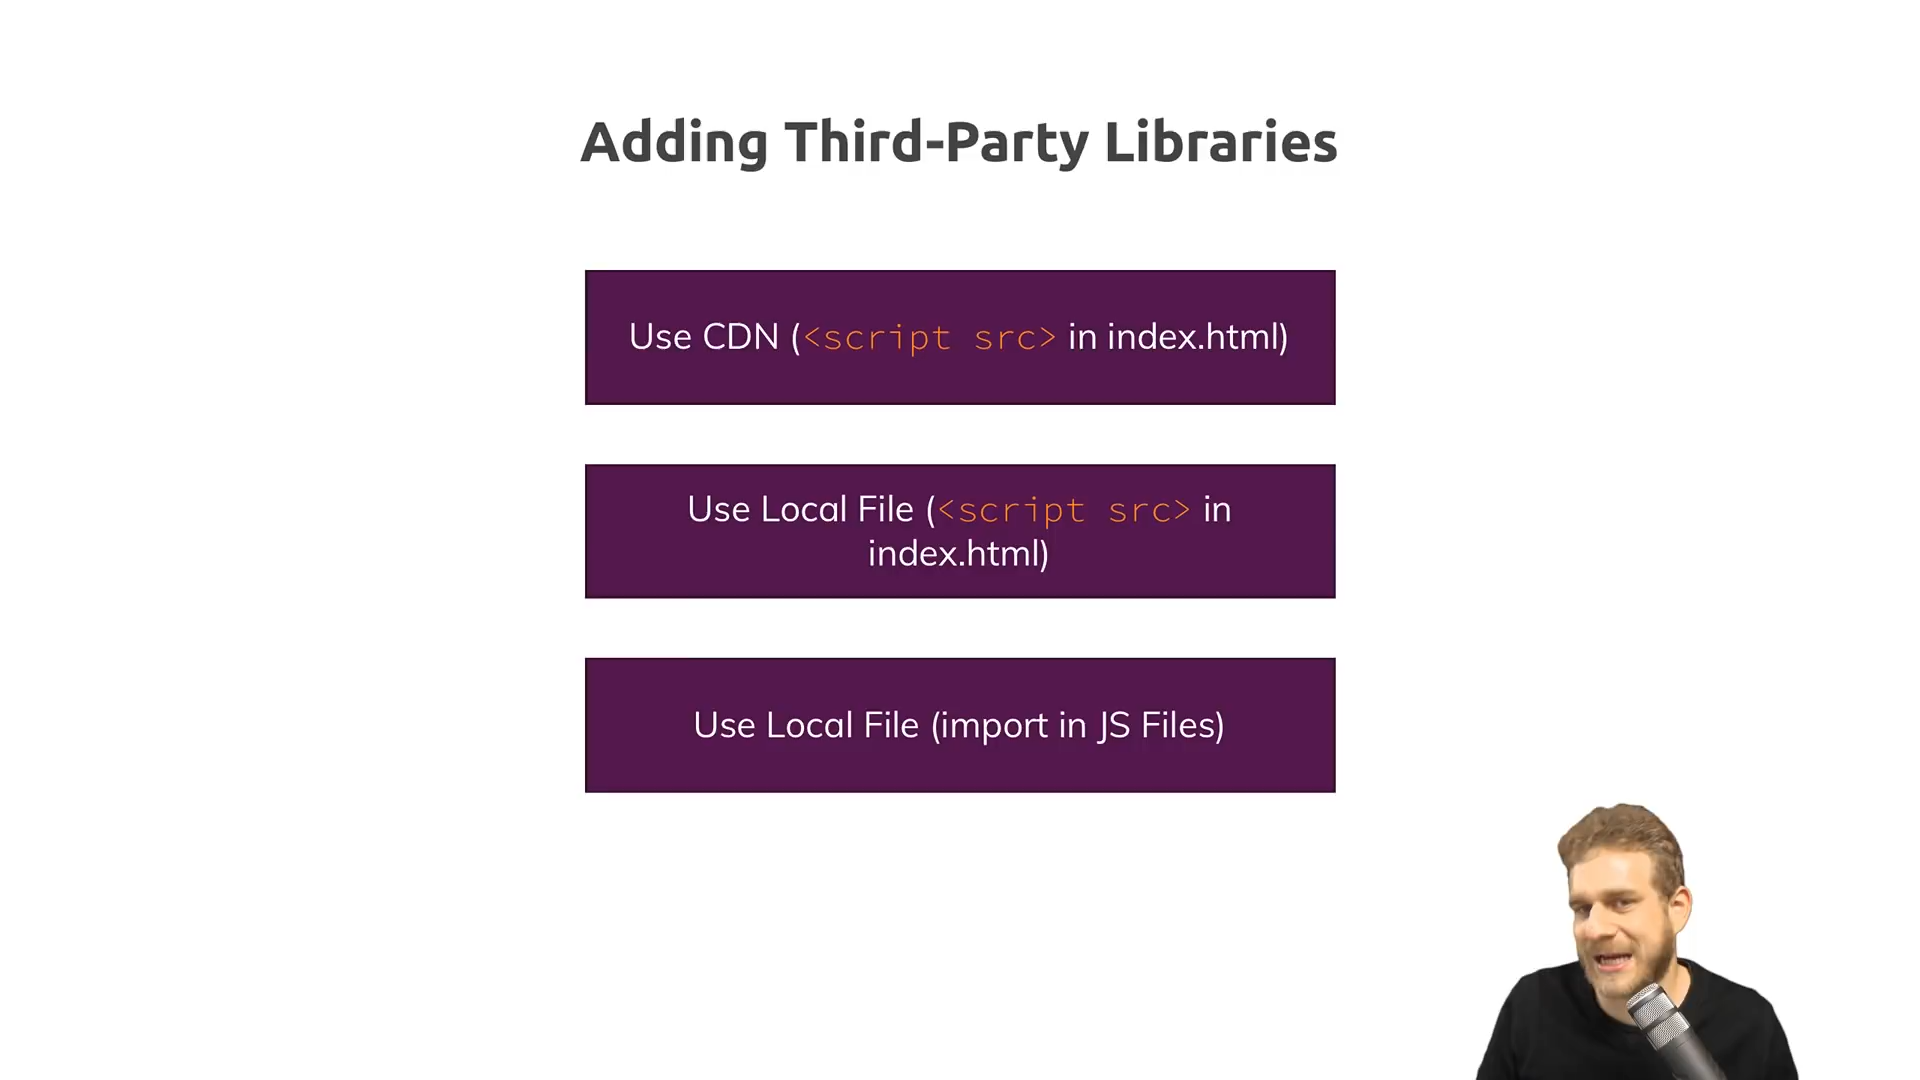 Adding Third-Party Libraries
Use CDN (<script src> in index.html)
Use Local File (<script src> in
index.html)
Use Local File (import in JS Files)